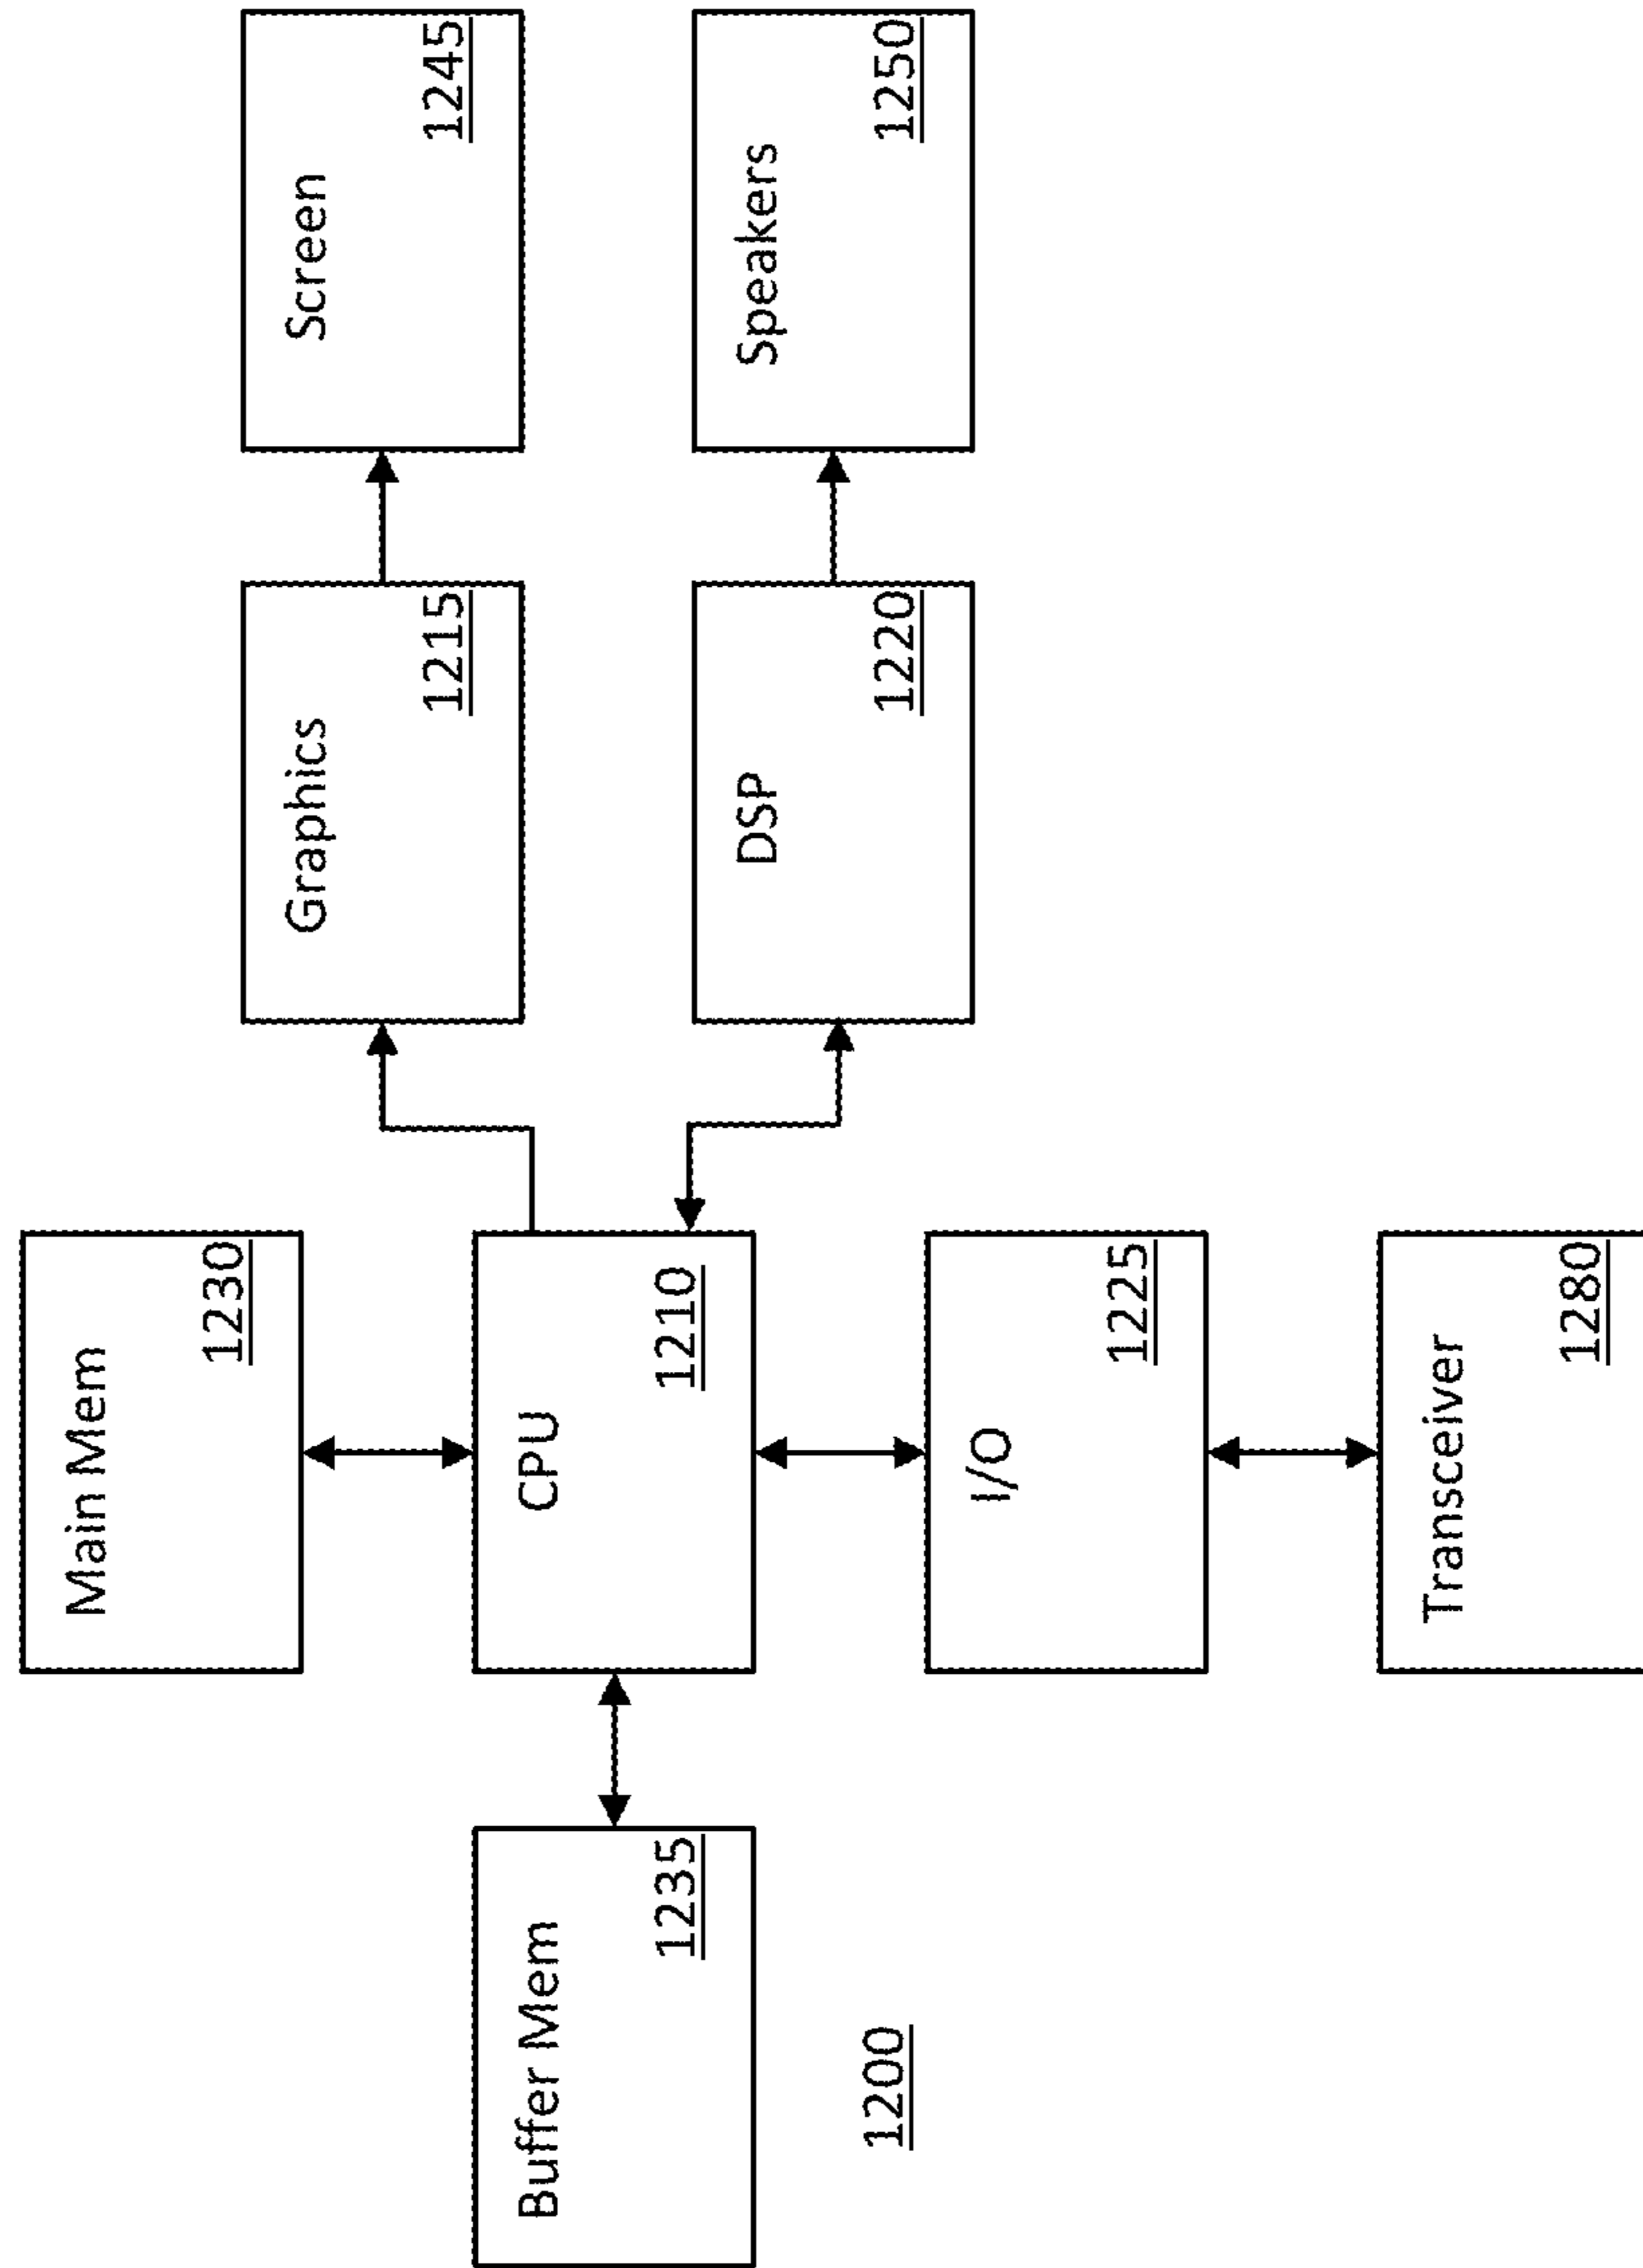 Main Mem
1230
Graphics
1215
Screen
1245
Buffer Mem
1235
CPU
1210
DSP
1220
Speakers
1250
1200
I/O
1225
Transceiver
1280